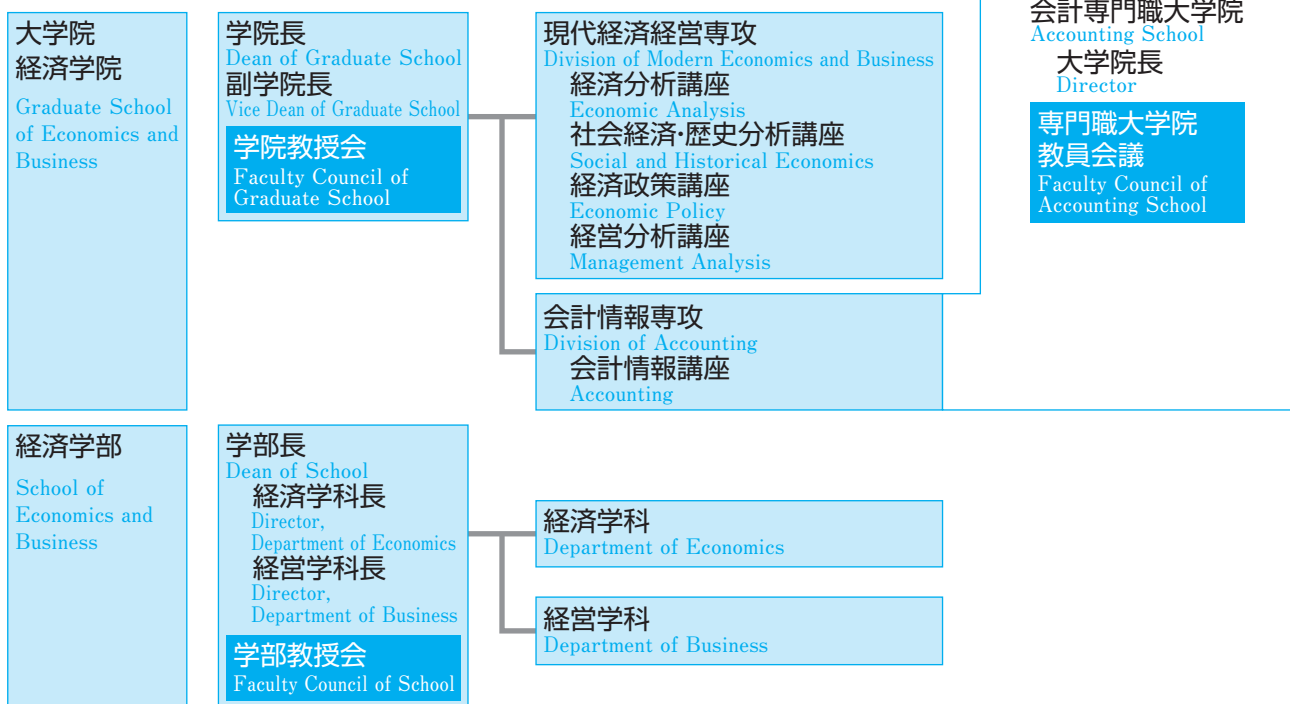 大学院
経済学院
Graduate School
of Economics and
Business
学院長
Dean of Graduate School
副学院長
Vice Dean of Graduate School
学院教授会
Faculty Council of
Graduate School
現代経済経営専攻
Division of Modern Economics and Business
経済分析講座
Economic Analysis
社会経済・歴史分析講座
Social and Historical Economics
経済政策講座
Economic Policy
経営分析講座
Management Analysis
会計情報専攻
Division of Accounting
会計情報講座
Accounting
会計専門職大学院
Accounting School
大学院長
Director
専門職大学院
教員会議
Faculty Council of
Accounting School
経済学部
School of
Economics and
Business
学部長
Dean of School
経済学科長
Director,
Department of Economics
経営学科長
Director,
Department of Business
学部教授会
Faculty Council of School
経済学科
Department of Economics
経営学科
Department of Business